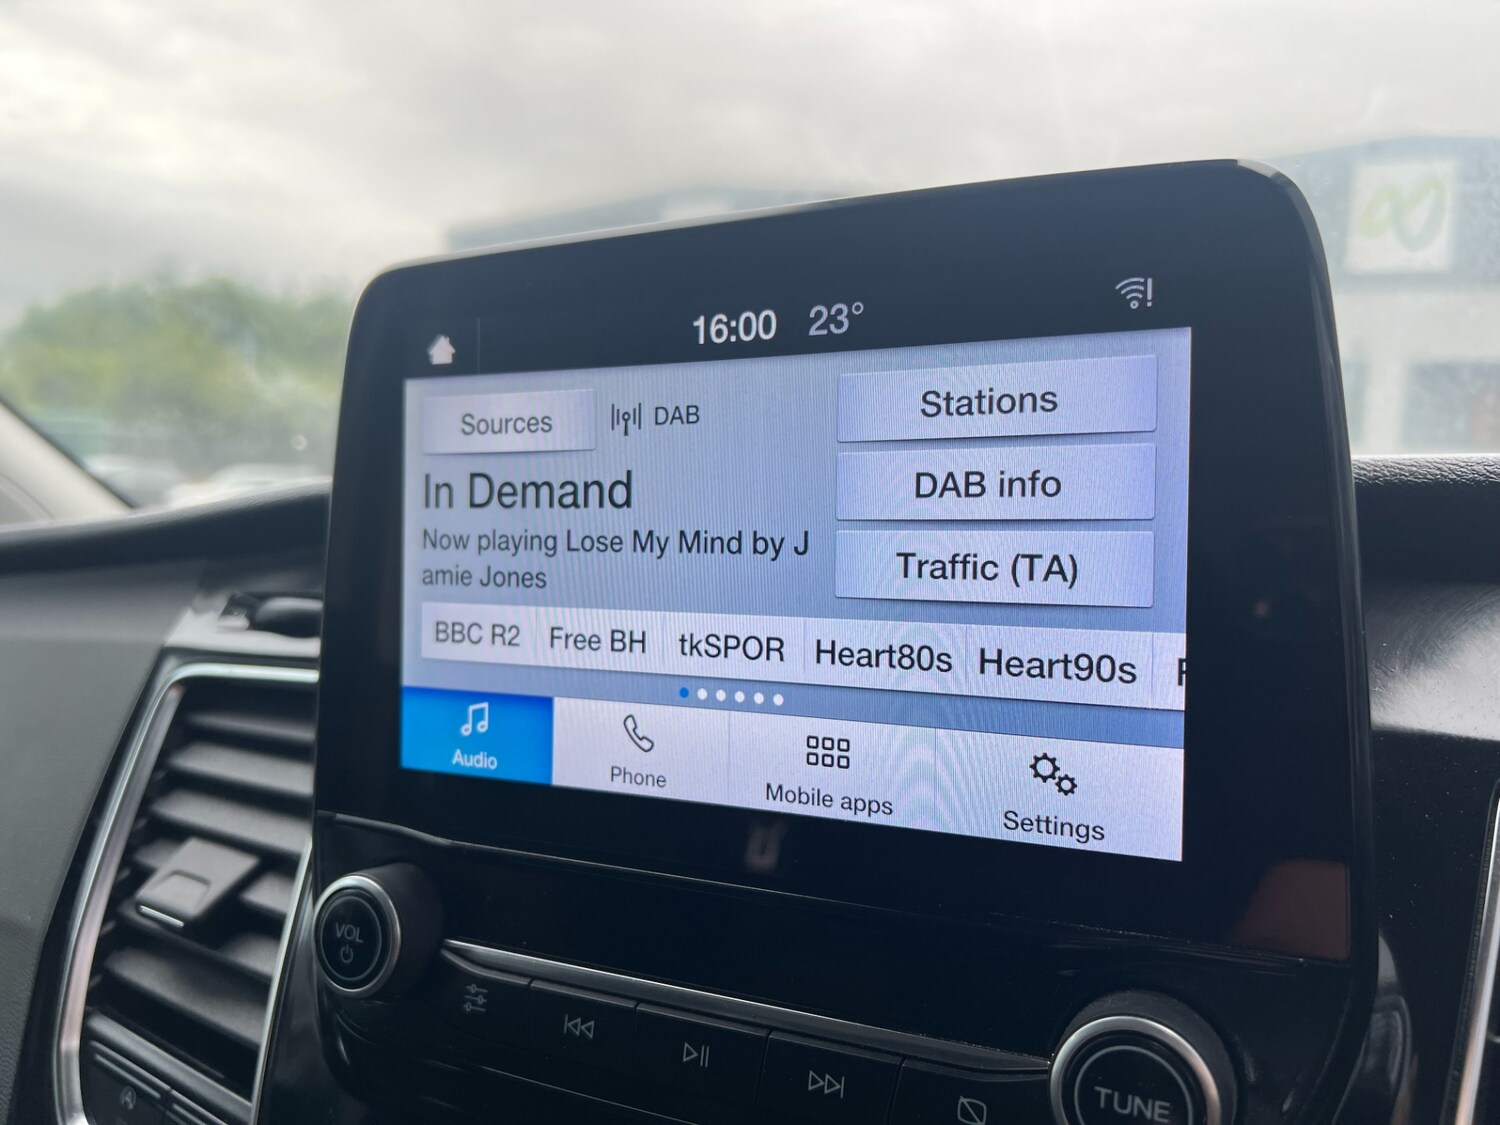 16:00 23°
Sources DAB
Stations
In Demand
DAB info
Now playing Lose My Mind by J
amie Jones
Traffic (TA)
BBC R2 Free BH tkSPOR Heart80s Heart90s
Audio Phone Mobile apps Settings
VOL
TUNE